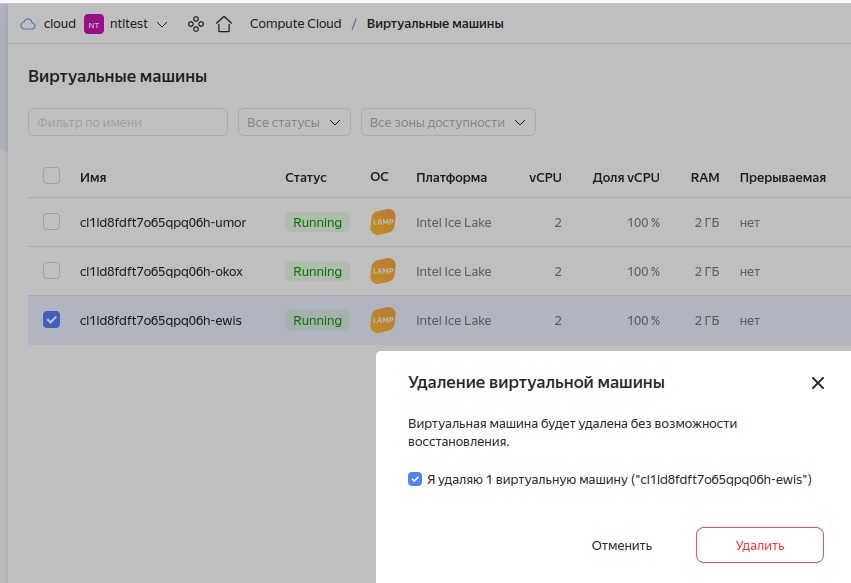 cloud NT ntltest Compute Cloud / Виртуальные машины
Виртуальные машины
Фильтр по имени Все статусы Все зоны доступности
Имя Статус ОС Платформа vCPU Доля vCPU RAM Прерываемая
cl1ld8fdft7o65qpq06h-umor Running LAMP Intel Ice Lake 2 100 % 2 ГБ нет
cl1ld8fdft7o65qpq06h-okox Running LAMP Intel Ice Lake 2 100 % 2 ГБ нет
cl1ld8fdft7o65qpq06h-ewis Running LAMP Intel Ice Lake 2 100 % 2 ГБ нет
Удаление виртуальной машины
Виртуальная машина будет удалена без возможности
восстановления.
Я удаляю 1 виртуальную машину ("cl1ld8fdft7o65qpq06h-ewis")
Отменить Удалить